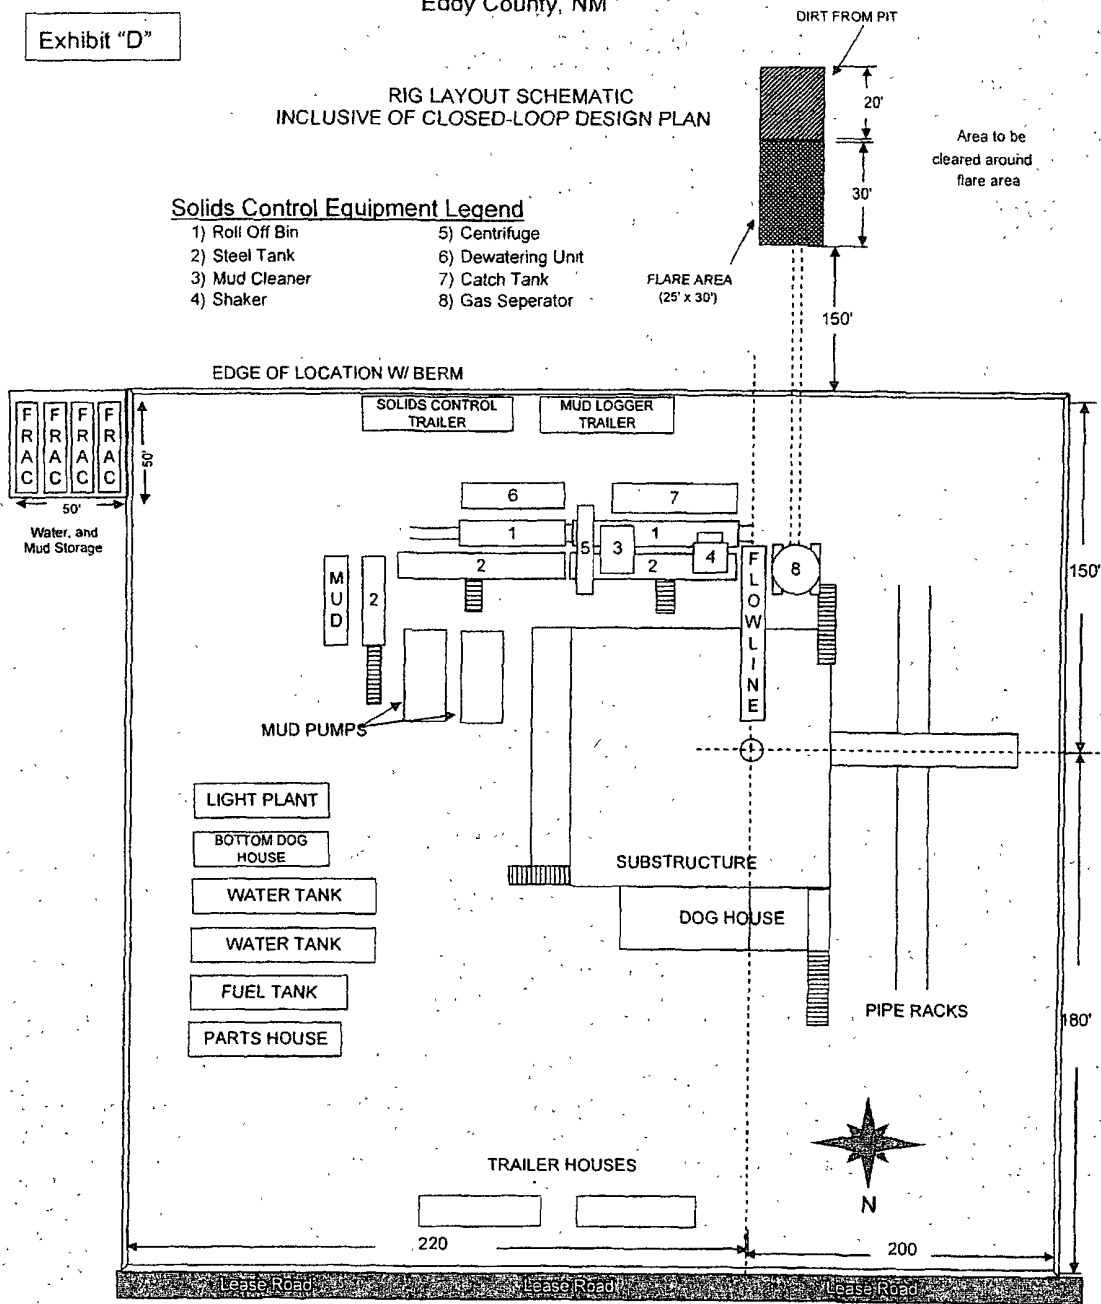 Eddy County, NM
Exhibit "D"
DIRT FROM PIT
RIG LAYOUT SCHEMATIC
INCLUSIVE OF CLOSED-LOOP DESIGN PLAN
20'
30'
Area to be
cleared around
flare area
Solids Control Equipment Legend
1) Roll Off Bin
2) Steel Tank
3) Mud Cleaner
4) Shaker
5) Centrifuge
6) Dewatering Unit
7) Catch Tank
8) Gas Seperator
FLARE AREA
(25' x 30')
150'
EDGE OF LOCATION W/ BERM
SOLIDS CONTROL
TRAILER
MUD LOGGER
TRAILER
FRAC
FRAC
FRAC
FRAC
50'
50'
Water, and
Mud Storage
6
7
1
5
3
1
4
2
2
8
MUD
2
FLOWLINE
150'
MUD PUMPS
LIGHT PLANT
BOTTOM DOG
HOUSE
WATER TANK
WATER TANK
FUEL TANK
PARTS HOUSE
SUBSTRUCTURE
DOG HOUSE
PIPE RACKS
180'
N
TRAILER HOUSES
220
200
Lease Road
Lease Road
Lease Road